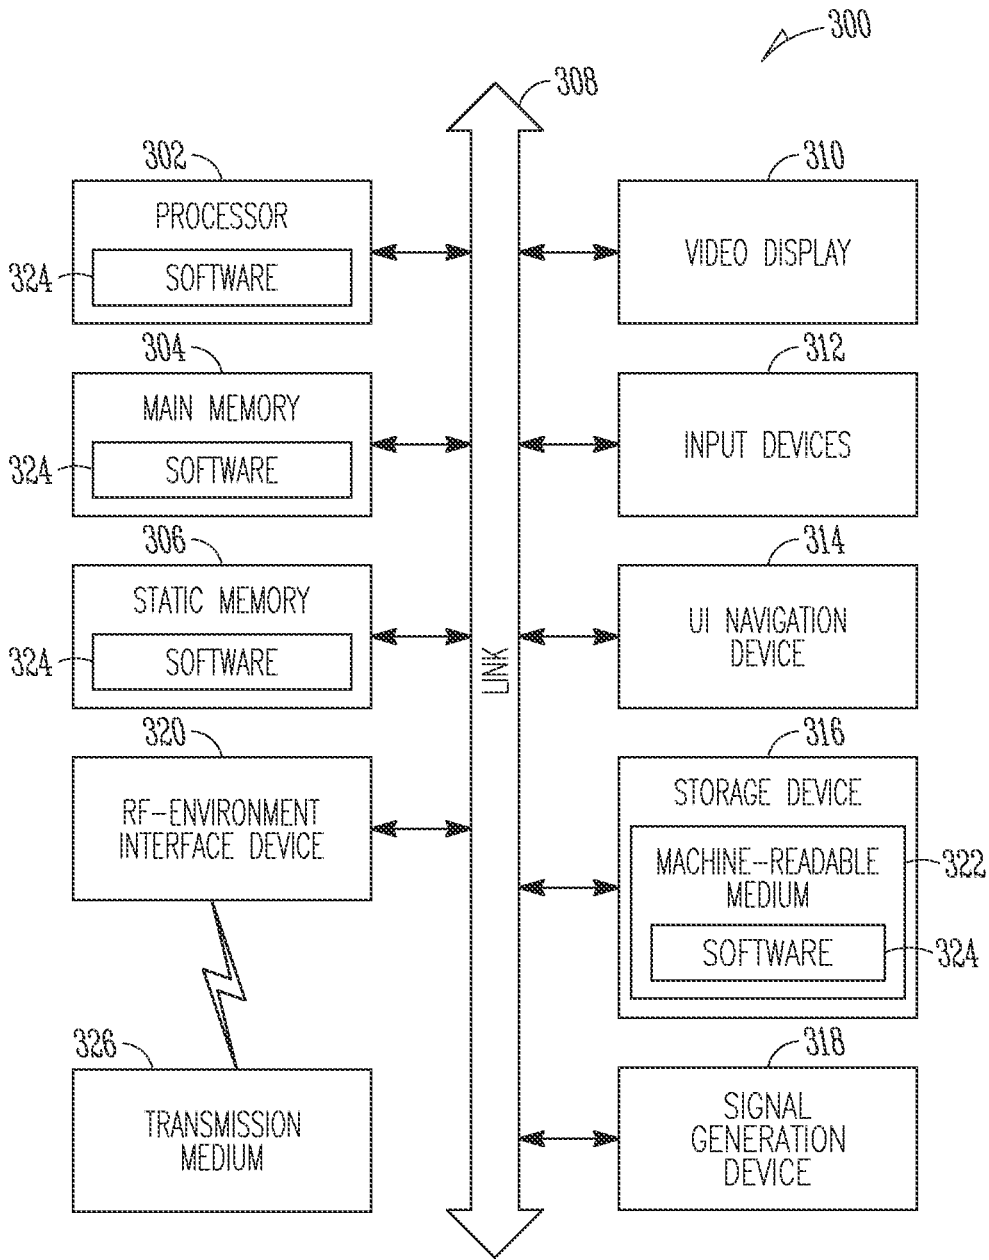 300
308
302
PROCESSOR
324
SOFTWARE
310
VIDEO DISPLAY
304
MAIN MEMORY
324
SOFTWARE
312
INPUT DEVICES
306
STATIC MEMORY
324
SOFTWARE
314
UI NAVIGATION
DEVICE
LINK
320
RF-ENVIRONMENT
INTERFACE DEVICE
316
STORAGE DEVICE
MACHINE-READABLE
MEDIUM
322
SOFTWARE
324
326
TRANSMISSION
MEDIUM
318
SIGNAL
GENERATION
DEVICE